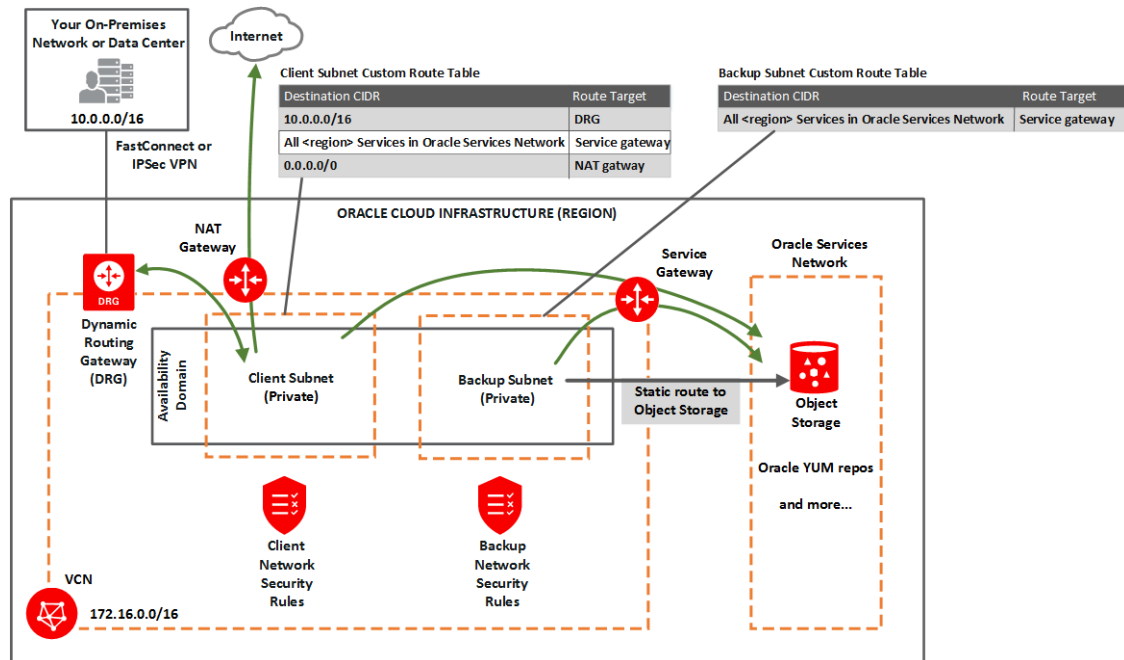 Your On-Premises
Network or Data Center
10.0.0.0/16
Internet
FastConnect or
IPSec VPN
Client Subnet Custom Route Table
Destination CIDR Route Target
10.0.0.0/16 DRG
All <region> Services in Oracle Services Network Service gateway
0.0.0.0/0 NAT gatway
Backup Subnet Custom Route Table
Destination CIDR Route Target
All <region> Services in Oracle Services Network Service gateway
ORACLE CLOUD INFRASTRUCTURE (REGION)
NAT
Gateway
Service
Gateway
Oracle Services
Network
DRG
Dynamic
Routing
Gateway
(DRG)
Availability
Domain
Client Subnet
(Private)
Backup Subnet
(Private)
Static route to
Object Storage
Object
Storage
Oracle YUM repos
and more...
Client
Network
Security
Rules
Backup
Network
Security
Rules
VCN
172.16.0.0/16